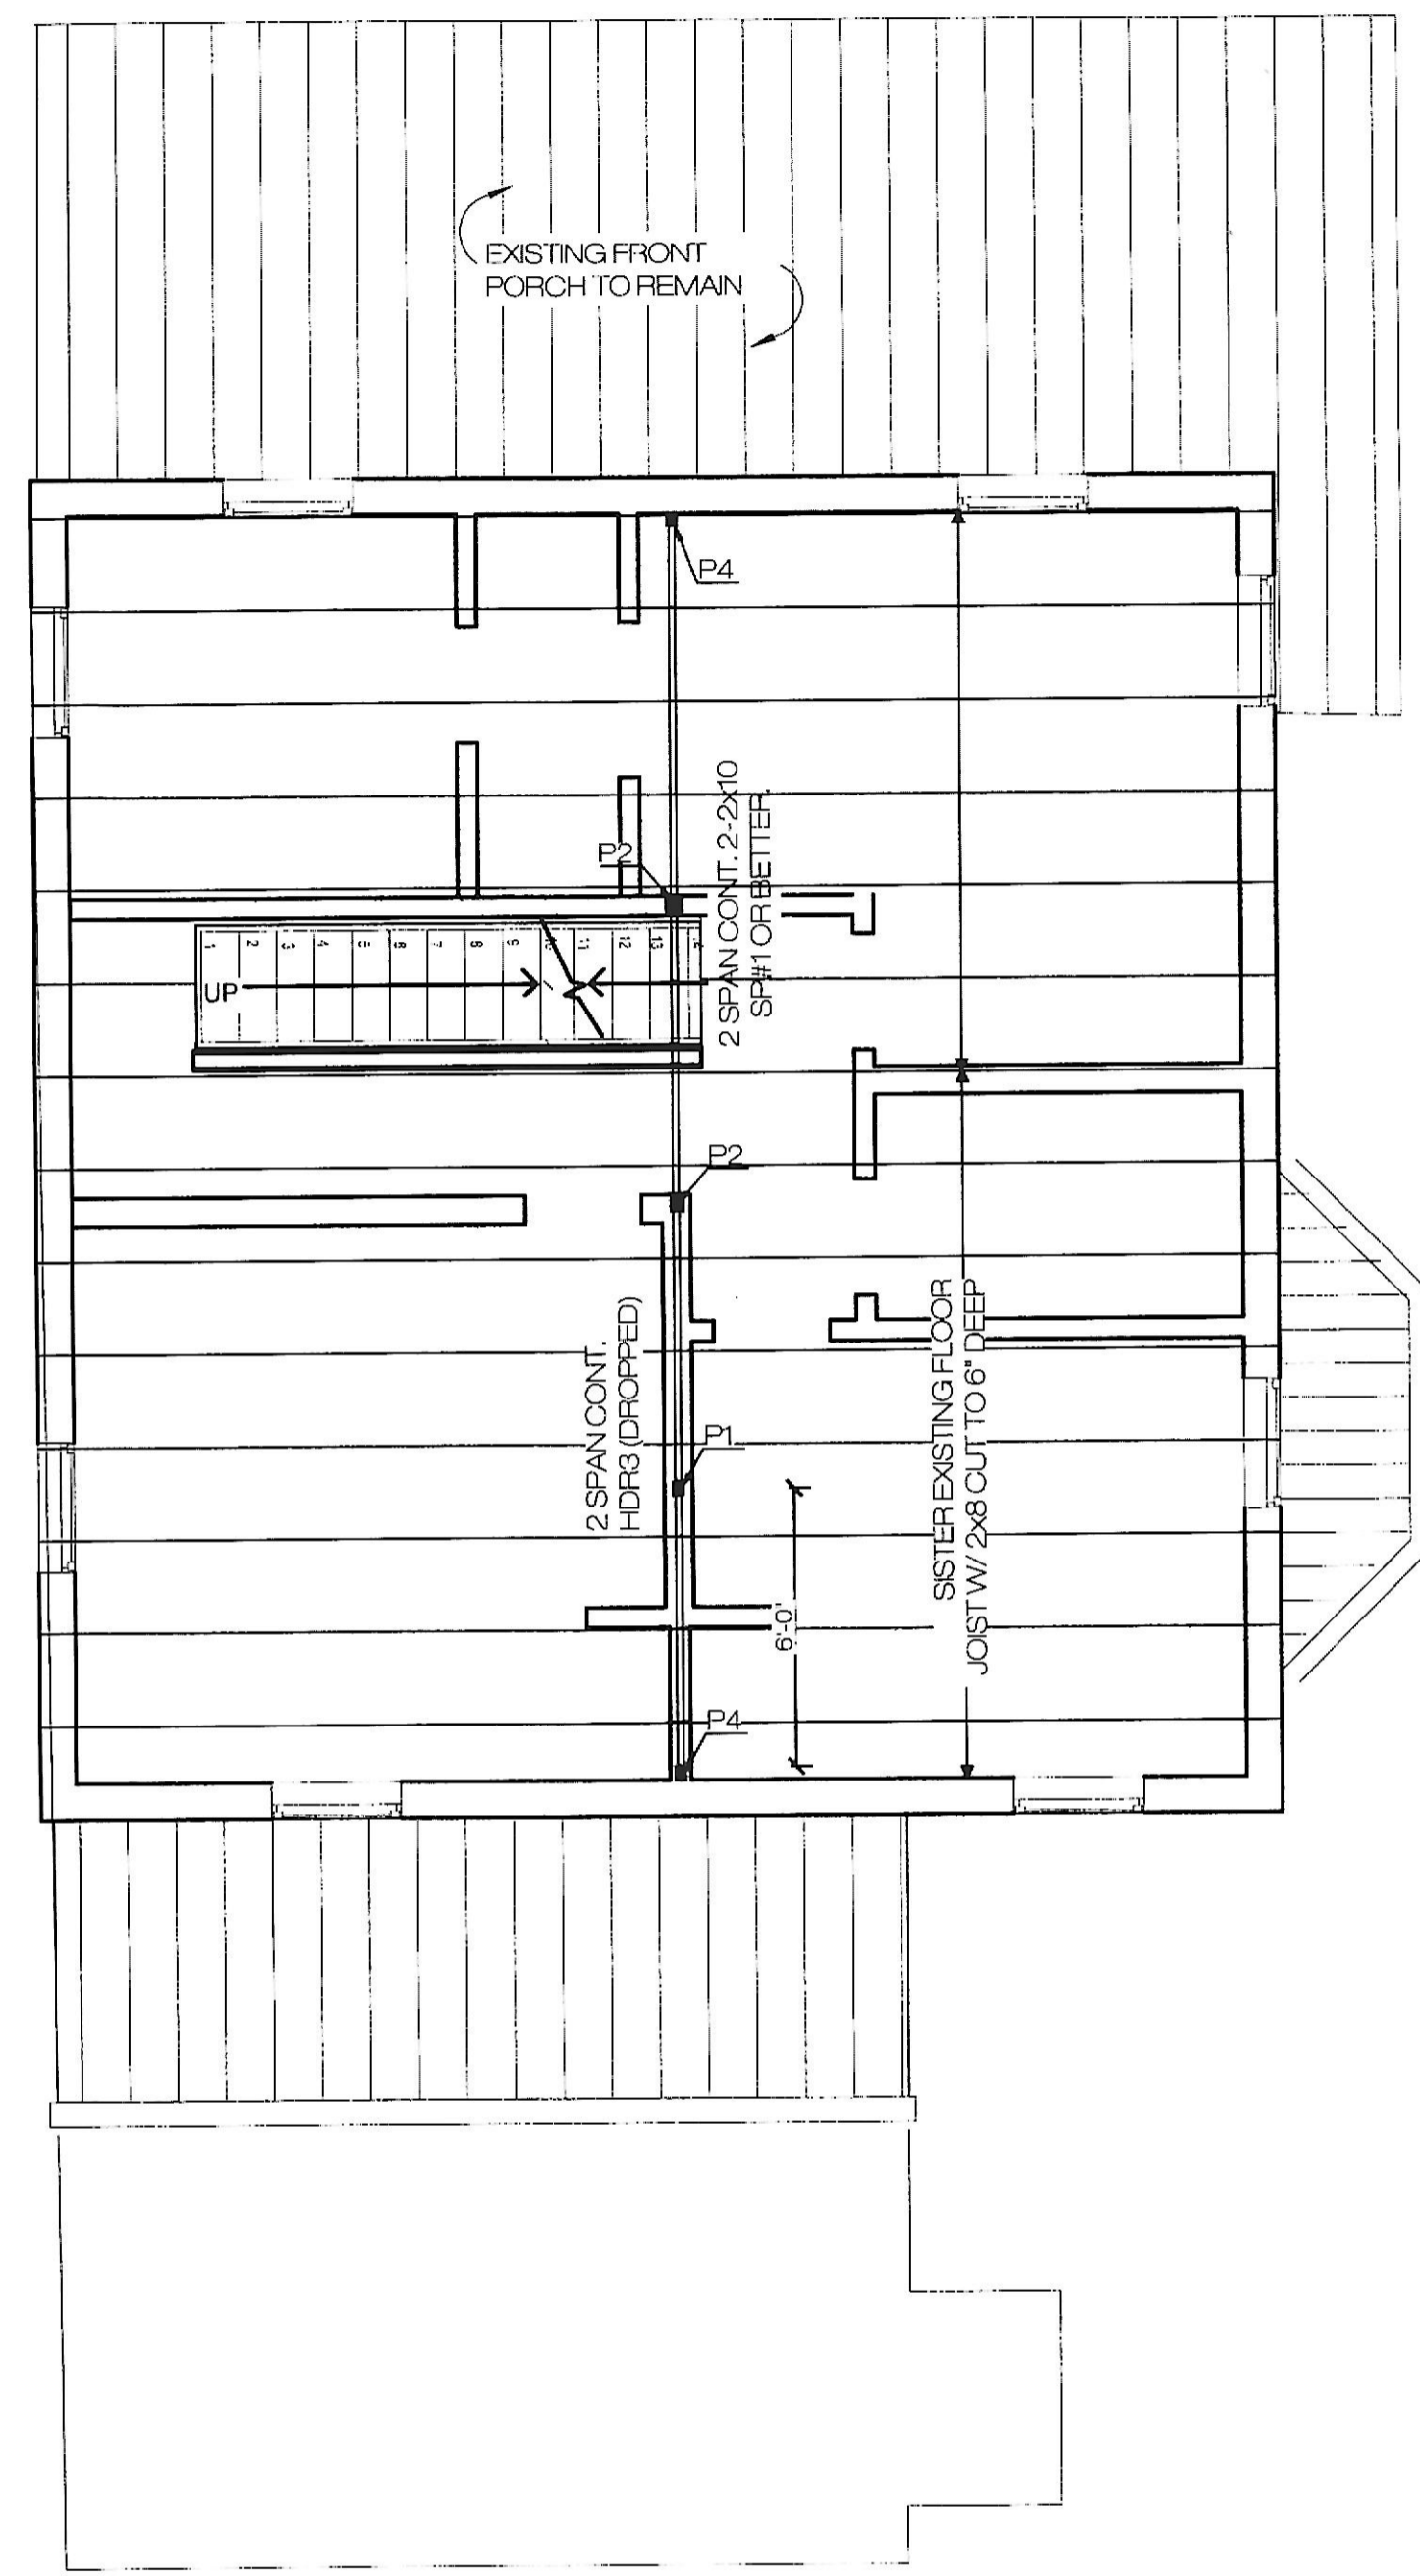 EXISTING FRONT
PORCH TO REMAIN
P4
P2
2 SPAN CONT. 2-2x10
SP#1 OR BETTER.
1 2 3 4 5 6 7 8 9 10 11 12 13 14
UP
P2
2 SPAN CONT.
HDR3 (DROPPED)
P1
SISTER EXISTING FLOOR
JOIST W/ 2x8 CUT TO 6" DEEP
6'-0"
P4